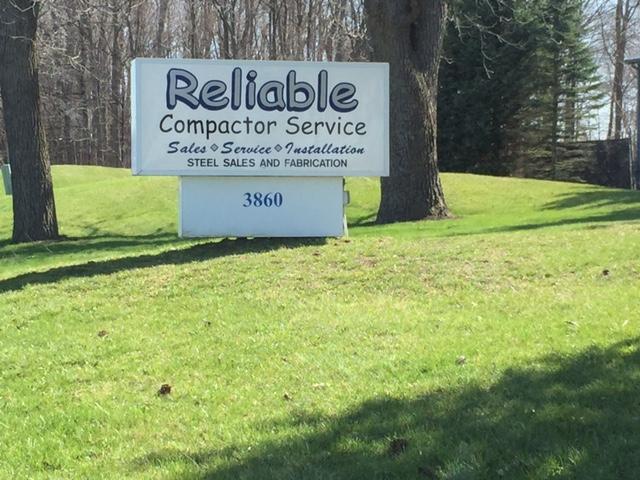 Reliable
Compactor Service
Sales ◆ Service ◆ Installation
STEEL SALES AND FABRICATION
3860